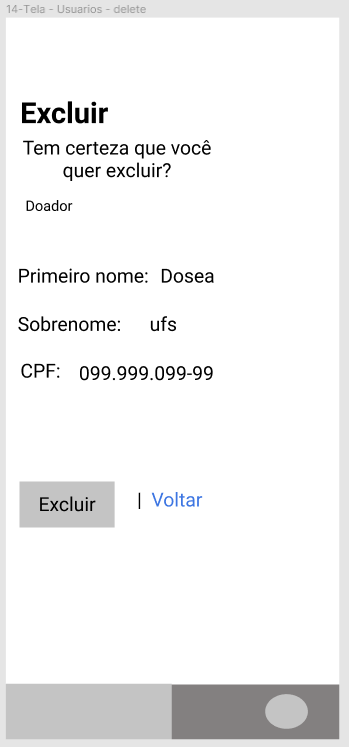 14-Tela - Usuarios - delete
Excluir
Tem certeza que você
quer excluir?
Doador
Primeiro nome: Dosea
Sobrenome: ufs
CPF: 099.999.099-99
Excluir | Voltar